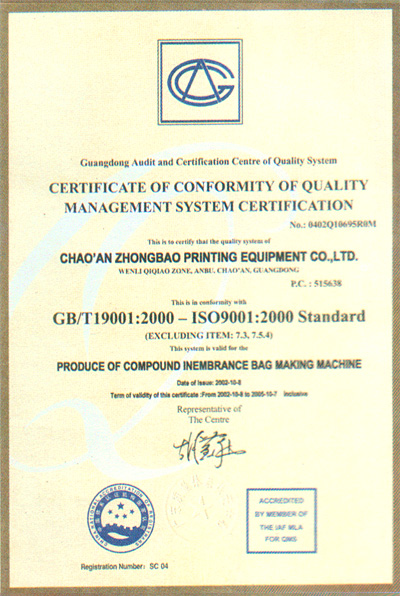 Guangdong Audit and Certification Centre of Quality System
CERTIFICATE OF CONFORMITY OF QUALITY
MANAGEMENT SYSTEM CERTIFICATION
No.: 0402Q10695R0M
This is to certify that the quality system of
CHAO'AN ZHONGBAO PRINTING EQUIPMENT CO.,LTD.
WENLI QIQIAO ZONE, ANBU. CHAO'AN, GUANGDONG
P.C. : 515638
This is in conformity with
GB/T19001:2000 – ISO9001:2000 Standard
(EXCLUDING ITEM: 7.3, 7.5.4)
This system is valid for the
PRODUCE OF COMPOUND INEMBRANCE BAG MAKING MACHINE
Date of Issue: 2002-10-8
Term of validity of this certificate :From 2002-10-8 to 2005-10-7 inclusive
Representative of
The Centre
ACCREDITED
BY MEMBER OF
THE IAF MLA
FOR QMS
Registration Number: SC 04